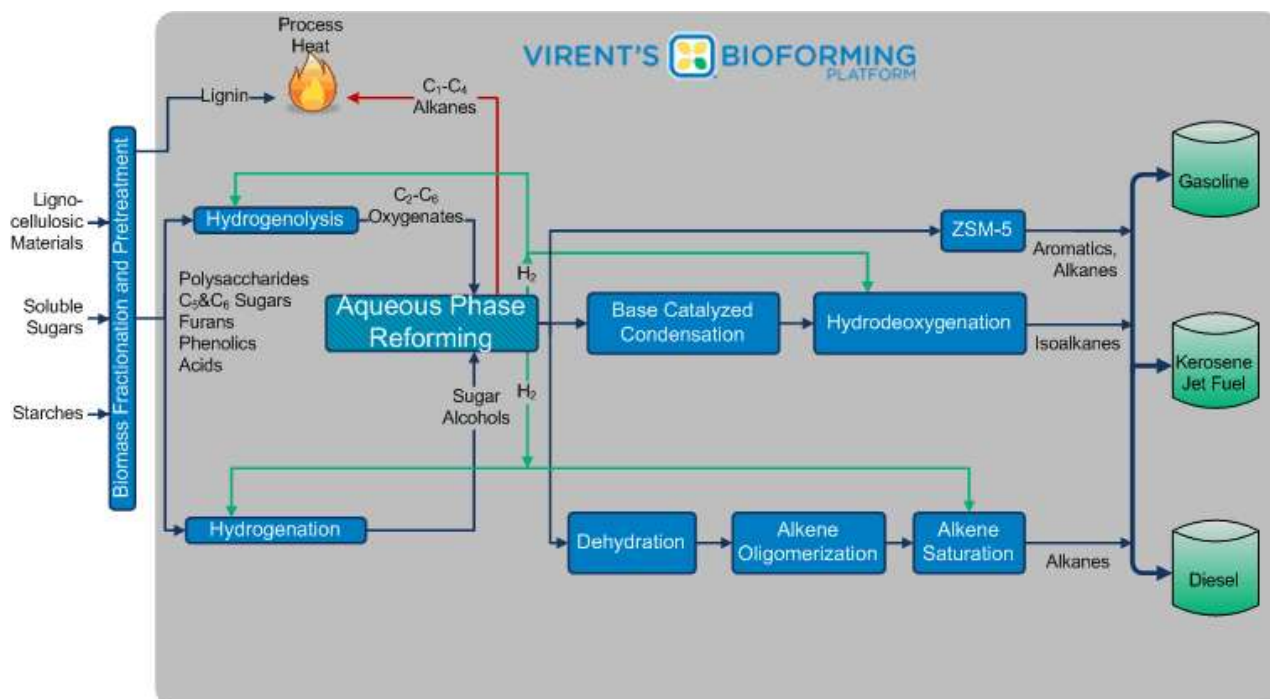 Process
Heat
VIRENT'S BIOFORMING
PLATFORM
Lignin
C₁-C₄
Alkanes
Biomass Fractionation and Pretreatment
Ligno-
cellulosic
Materials
Soluble
Sugars
Starches
Hydrogenolysis
C₂-C₆
Oxygenates
Polysaccharides
C₅&C₆ Sugars
Furans
Phenolics
Acids
H₂
Aqueous Phase
Reforming
H₂
Sugar
Alcohols
Hydrogenation
ZSM-5
Aromatics,
Alkanes
Base Catalyzed
Condensation
Hydrodeoxygenation
Isoalkanes
Dehydration
Alkene
Oligomerization
Alkene
Saturation
Alkanes
Gasoline
Kerosene
Jet Fuel
Diesel